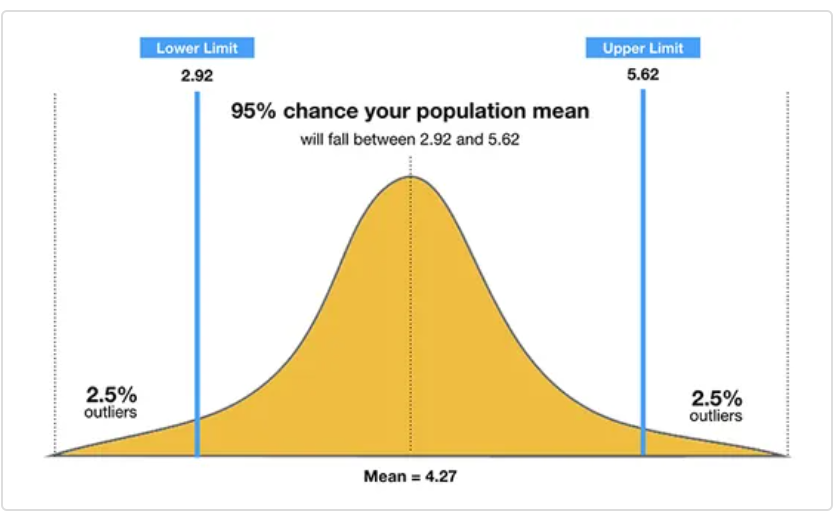 Lower Limit
2.92
Upper Limit
5.62
95% chance your population mean
will fall between 2.92 and 5.62
2.5%
outliers
2.5%
outliers
Mean = 4.27